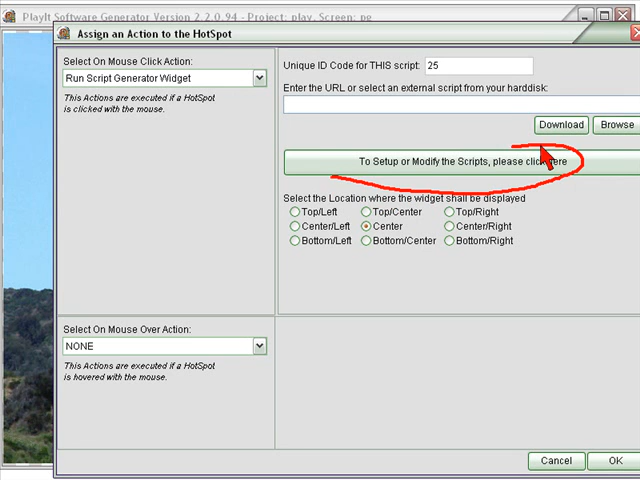 PlayIt Software Generator Version 2.2.0.94 - Project: play, Screen: pg
Assign an Action to the HotSpot
Select On Mouse Click Action:
Run Script Generator Widget
This Actions are executed if a HotSpot
is clicked with the mouse.
Unique ID Code for THIS script: 25
Enter the URL or select an external script from your harddisk:
Download Browse
To Setup or Modify the Scripts, please click here
Select the Location where the widget shall be displayed
Top/Left Top/Center Top/Right
Center/Left Center Center/Right
Bottom/Left Bottom/Center Bottom/Right
Select On Mouse Over Action:
NONE
This Actions are executed if a HotSpot
is hovered with the mouse.
Cancel OK